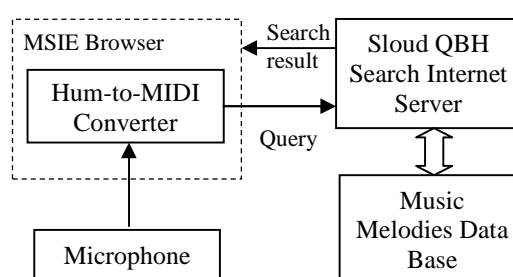 MSIE Browser
Hum-to-MIDI
Converter
Microphone
Search
result
Query
Sloud QBH
Search Internet
Server
Music
Melodies Data
Base